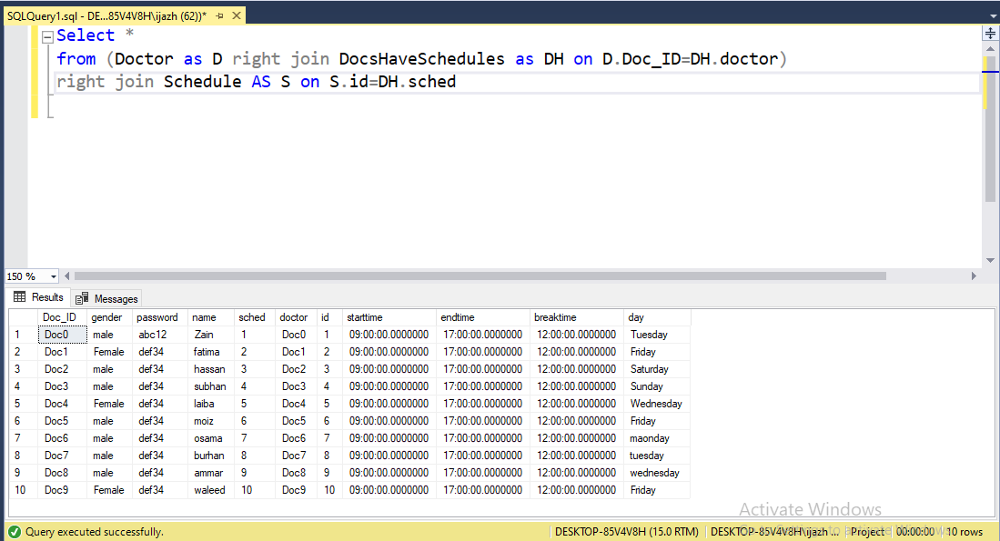 SQLQuery1.sql - DE...85V4V8H\ijazh (62))*
Select *
from (Doctor as D right join DocsHaveSchedules as DH on D.Doc_ID=DH.doctor)
right join Schedule AS S on S.id=DH.sched
150 %
Results Messages
Doc_ID gender password name sched doctor id starttime endtime breaktime day
1 Doc0 male abc12 Zain 1 Doc0 1 09:00:00.0000000 17:00:00.0000000 12:00:00.0000000 Tuesday
2 Doc1 Female def34 fatima 2 Doc1 2 09:00:00.0000000 17:00:00.0000000 12:00:00.0000000 Friday
3 Doc2 male def34 hassan 3 Doc2 3 09:00:00.0000000 17:00:00.0000000 12:00:00.0000000 Saturday
4 Doc3 male def34 subhan 4 Doc3 4 09:00:00.0000000 17:00:00.0000000 12:00:00.0000000 Sunday
5 Doc4 Female def34 laiba 5 Doc4 5 09:00:00.0000000 17:00:00.0000000 12:00:00.0000000 Wednesday
6 Doc5 male def34 moiz 6 Doc5 6 09:00:00.0000000 17:00:00.0000000 12:00:00.0000000 Friday
7 Doc6 male def34 osama 7 Doc6 7 09:00:00.0000000 17:00:00.0000000 12:00:00.0000000 maonday
8 Doc7 male def34 burhan 8 Doc7 8 09:00:00.0000000 17:00:00.0000000 12:00:00.0000000 tuesday
9 Doc8 male def34 ammar 9 Doc8 9 09:00:00.0000000 17:00:00.0000000 12:00:00.0000000 wednesday
10 Doc9 Female def34 waleed 10 Doc9 10 09:00:00.0000000 17:00:00.0000000 12:00:00.0000000 Friday
Activate Windows
Query executed successfully. DESKTOP-85V4V8H (15.0 RTM) DESKTOP-85V4V8H\ijazh ... Project 00:00:00 10 rows